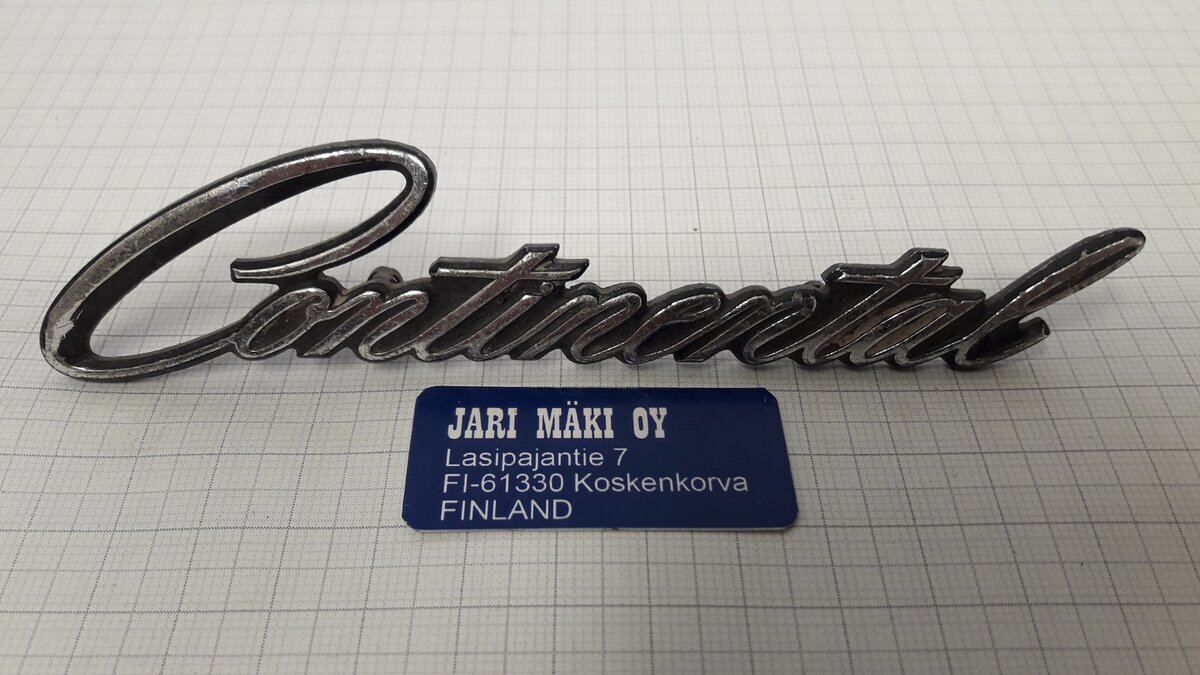 Continental
JARI MÄKI OY
Lasipajantie 7
FI-61330 Koskenkorva
FINLAND